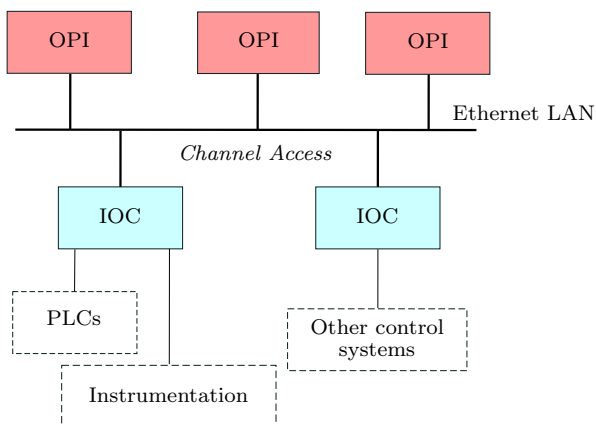 OPI
OPI
OPI
Ethernet LAN
Channel Access
IOC
IOC
PLCs
Other control
systems
Instrumentation